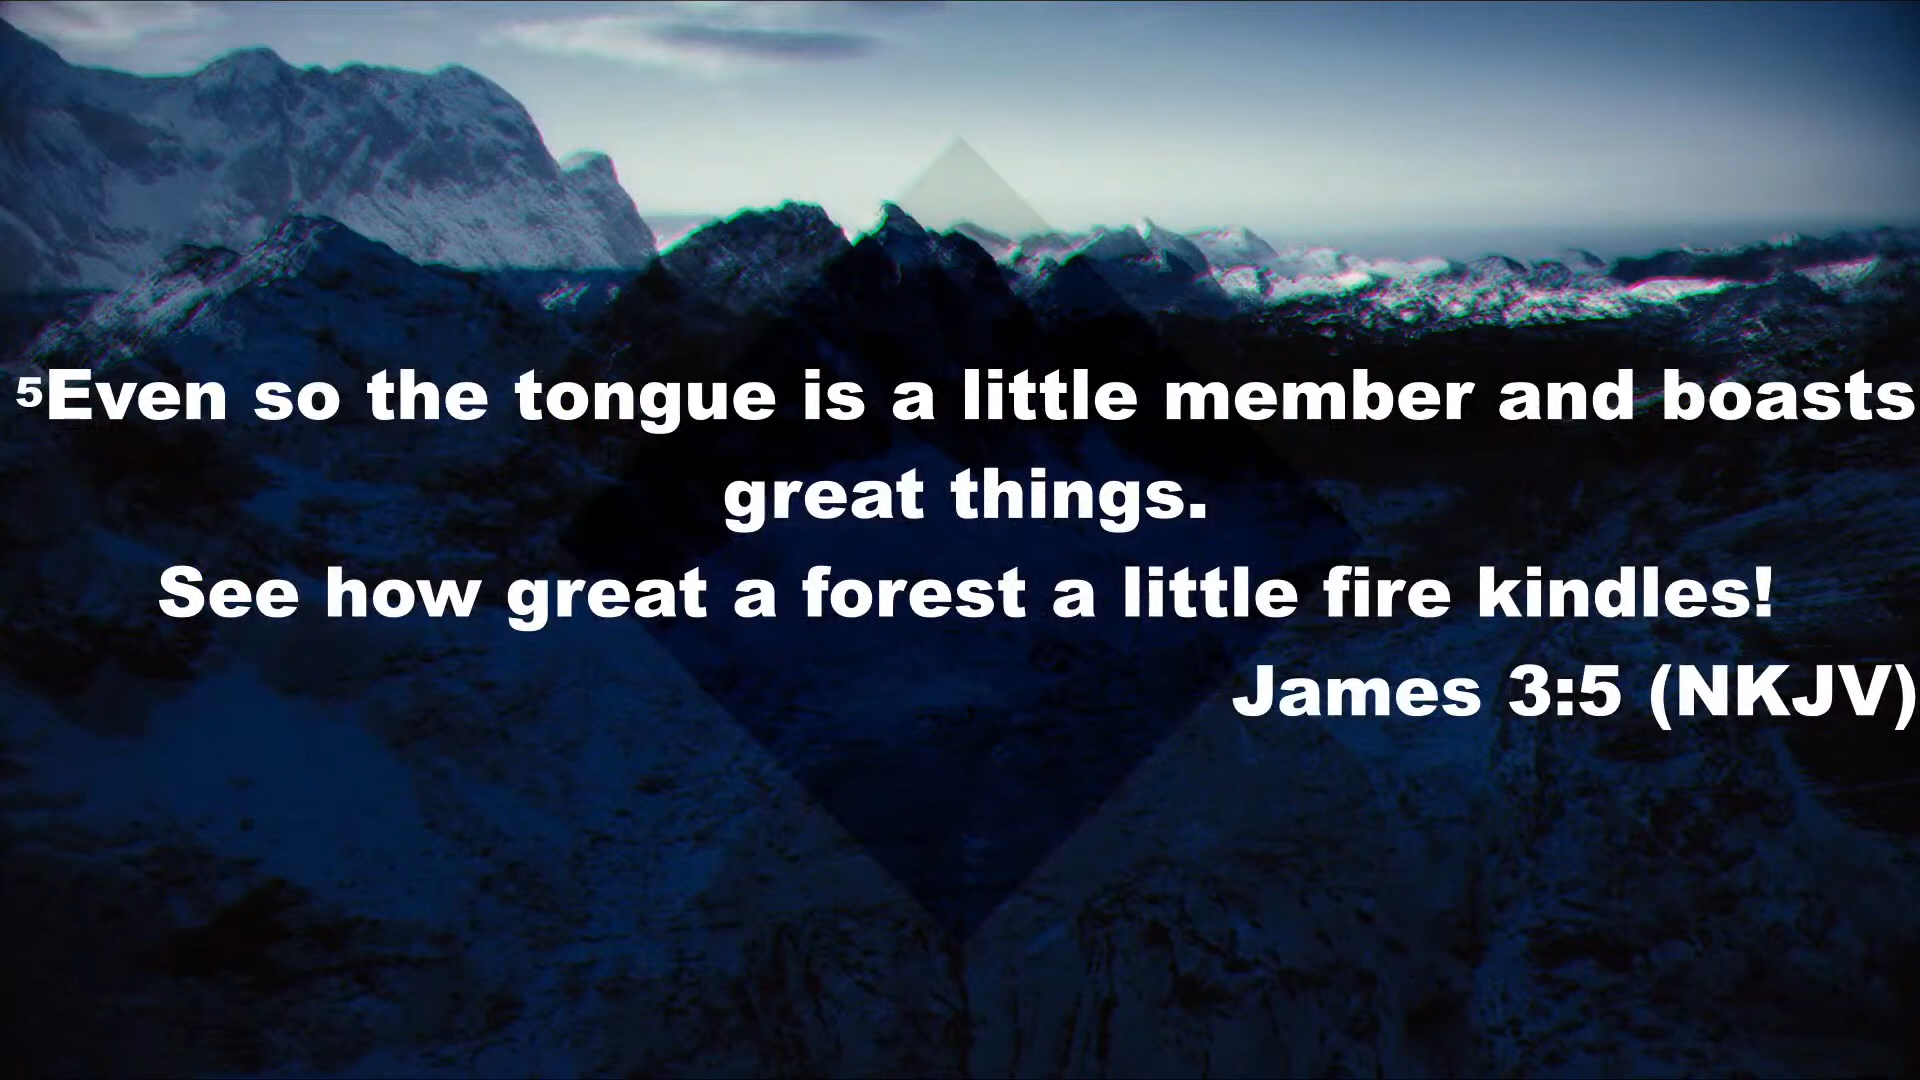 ⁵Even so the tongue is a little member and boasts
great things.
See how great a forest a little fire kindles!
James 3:5 (NKJV)